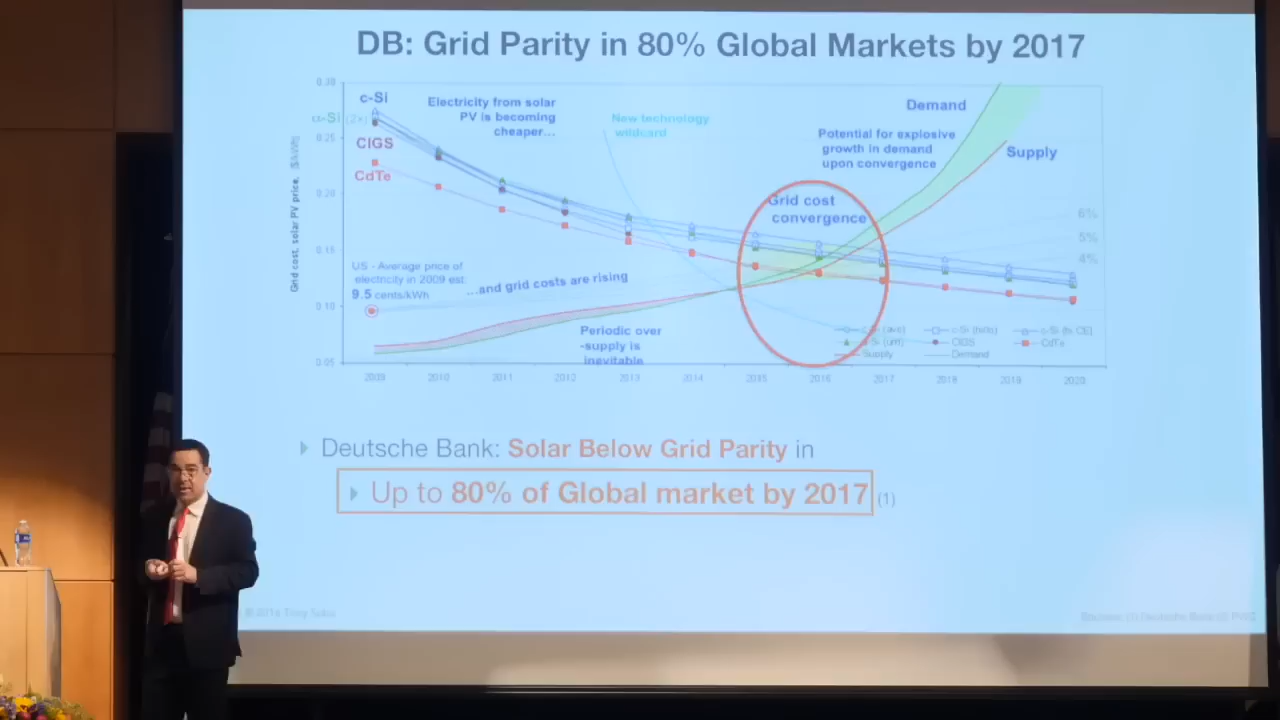 DB: Grid Parity in 80% Global Markets by 2017
0.25
0.20
0.15
0.10
0.05
Grid cost, solar PV price, ($/kWh)
c-Si
CIGS
CdTe
Electricity from solar
PV is becoming
cheaper...
New technology
wildcard
Demand
Potential for explosive
growth in demand
upon convergence
Supply
Grid cost
convergence
6%
5%
4%
US - Average price of
electricity in 2009 est:
9.5 cents/kWh
...and grid costs are rising
Periodic over
-supply is
inevitable
CIGS
CdTe
Supply
Demand
2009
2010
2011
2012
2013
2014
2015
2016
2017
2018
2019
2020
Deutsche Bank: Solar Below Grid Parity in
Up to 80% of Global market by 2017 (1)